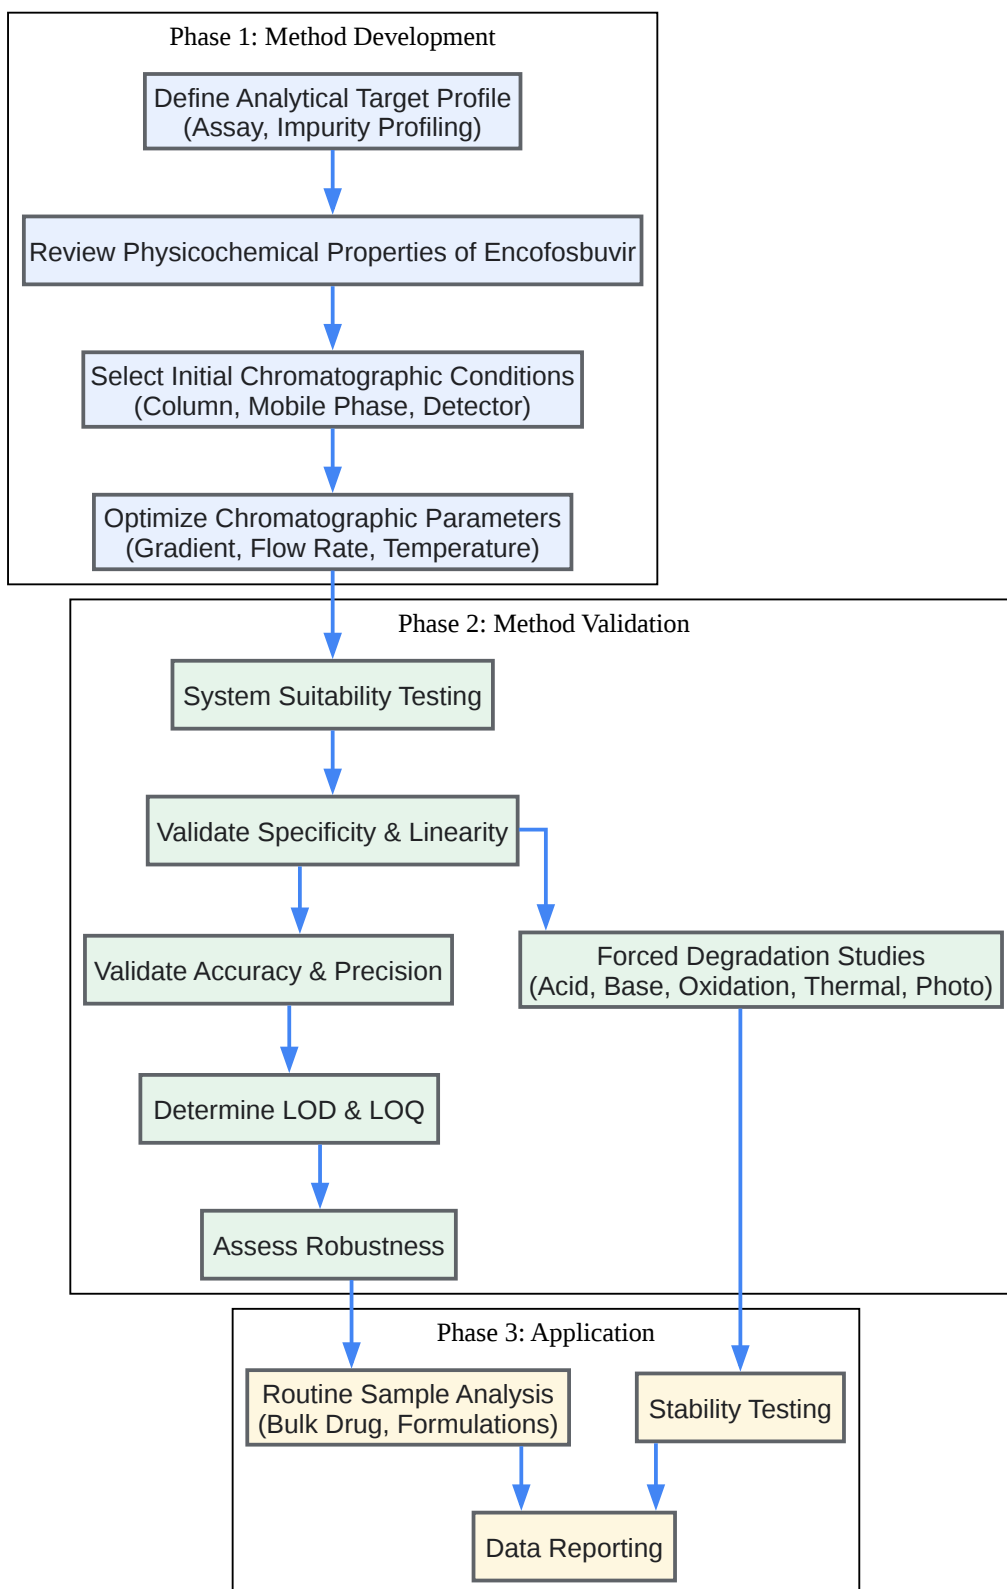 Phase 1: Method Development
Define Analytical Target Profile
(Assay, Impurity Profiling)
Review Physicochemical Properties of Encofosbuvir
Select Initial Chromatographic Conditions
(Column, Mobile Phase, Detector)
Optimize Chromatographic Parameters
(Gradient, Flow Rate, Temperature)
Phase 2: Method Validation
System Suitability Testing
Validate Specificity & Linearity
Validate Accuracy & Precision
Forced Degradation Studies
(Acid, Base, Oxidation, Thermal, Photo)
Determine LOD & LOQ
Assess Robustness
Phase 3: Application
Routine Sample Analysis
(Bulk Drug, Formulations)
Stability Testing
Data Reporting